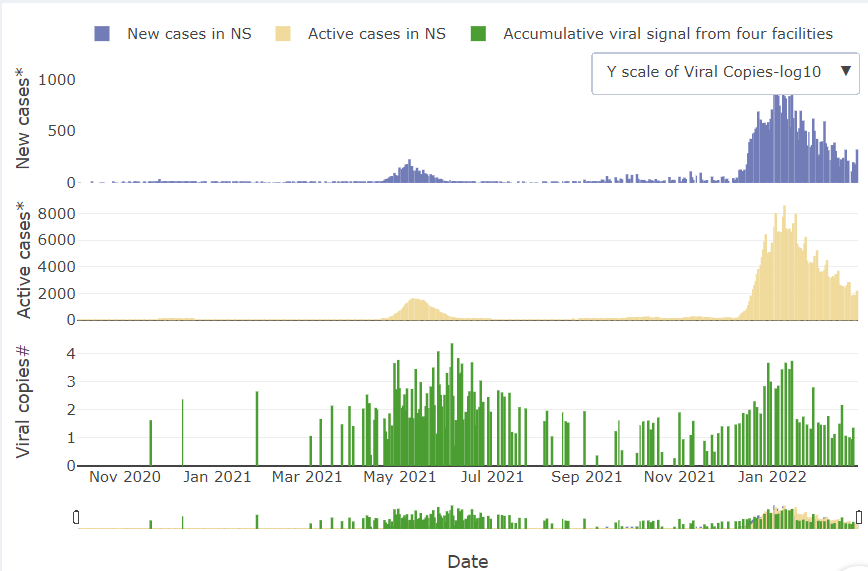 New cases in NS Active cases in NS Accumulative viral signal from four facilities
Y scale of Viral Copies-log10 ▼
New cases*
1000
500
0
Active cases*
8000
6000
4000
2000
0
Viral copies#
4
3
2
1
0
Nov 2020 Jan 2021 Mar 2021 May 2021 Jul 2021 Sep 2021 Nov 2021 Jan 2022
Date